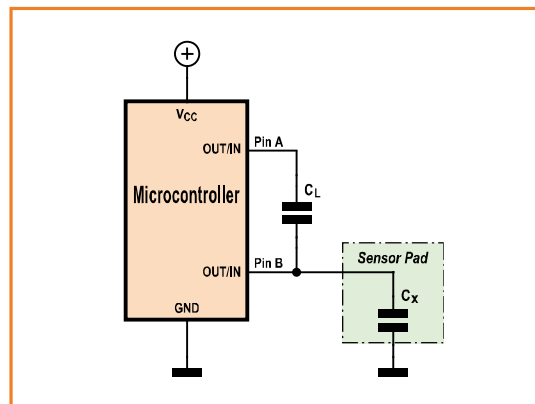 +
VCC
OUT/IN
Pin A
Microcontroller
CL
OUT/IN
Pin B
Sensor Pad
CX
GND